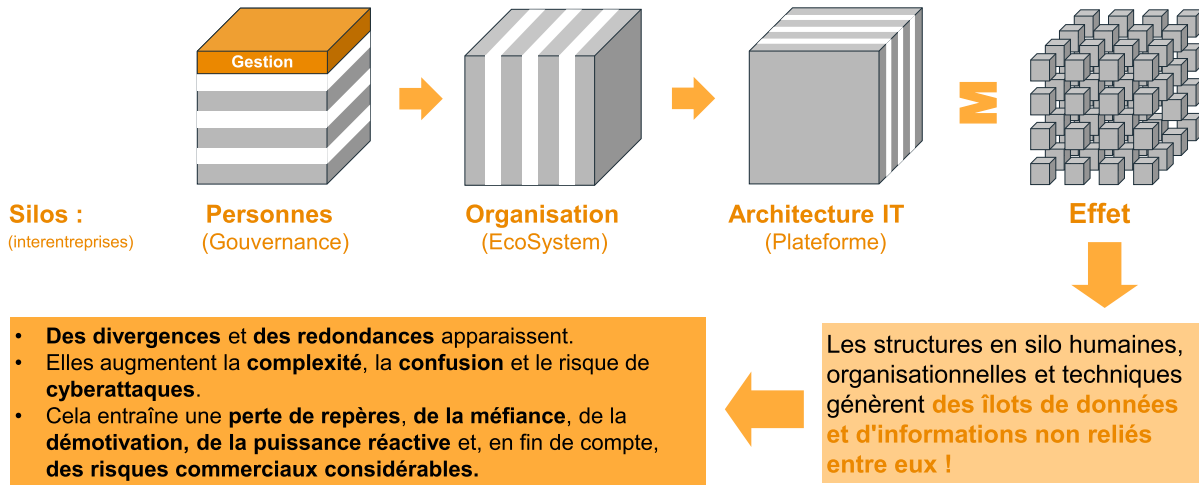 Gestion
Silos :
(interentreprises)
Personnes
(Gouvernance)
Organisation
(EcoSystem)
Architecture IT
(Plateforme)
Effet
Les structures en silo humaines,
organisationnelles et techniques
génèrent des îlots de données
et d'informations non reliés
entre eux !
• Des divergences et des redondances apparaissent.
• Elles augmentent la complexité, la confusion et le risque de
cyberattaques.
• Cela entraîne une perte de repères, de la méfiance, de la
démotivation, de la puissance réactive et, en fin de compte,
des risques commerciaux considérables.